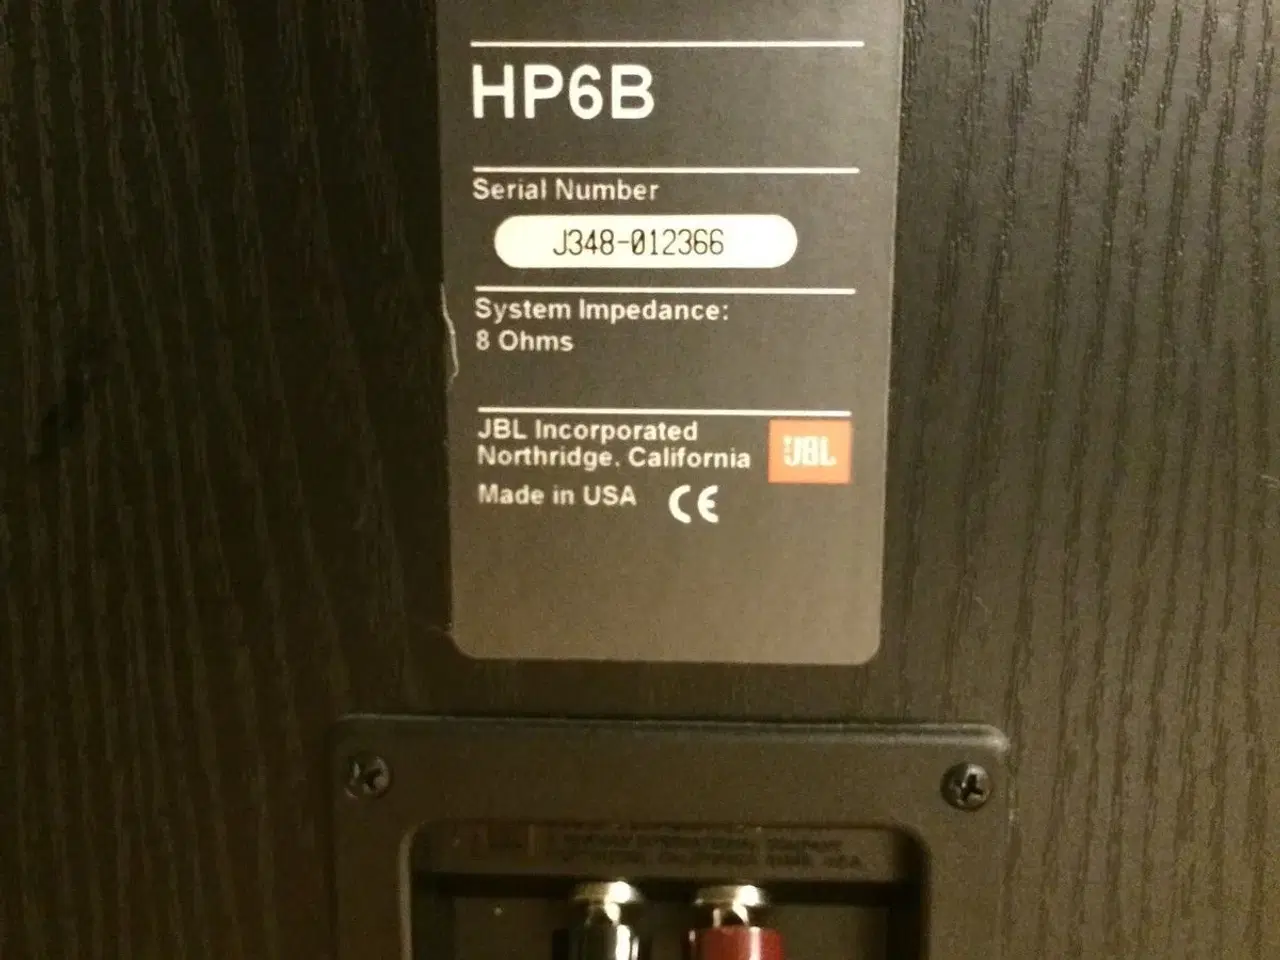 HP6B
Serial Number
J348-012366
System Impedance:
8 Ohms
JBL Incorporated
Northridge. California
JBL
Made in USA CE